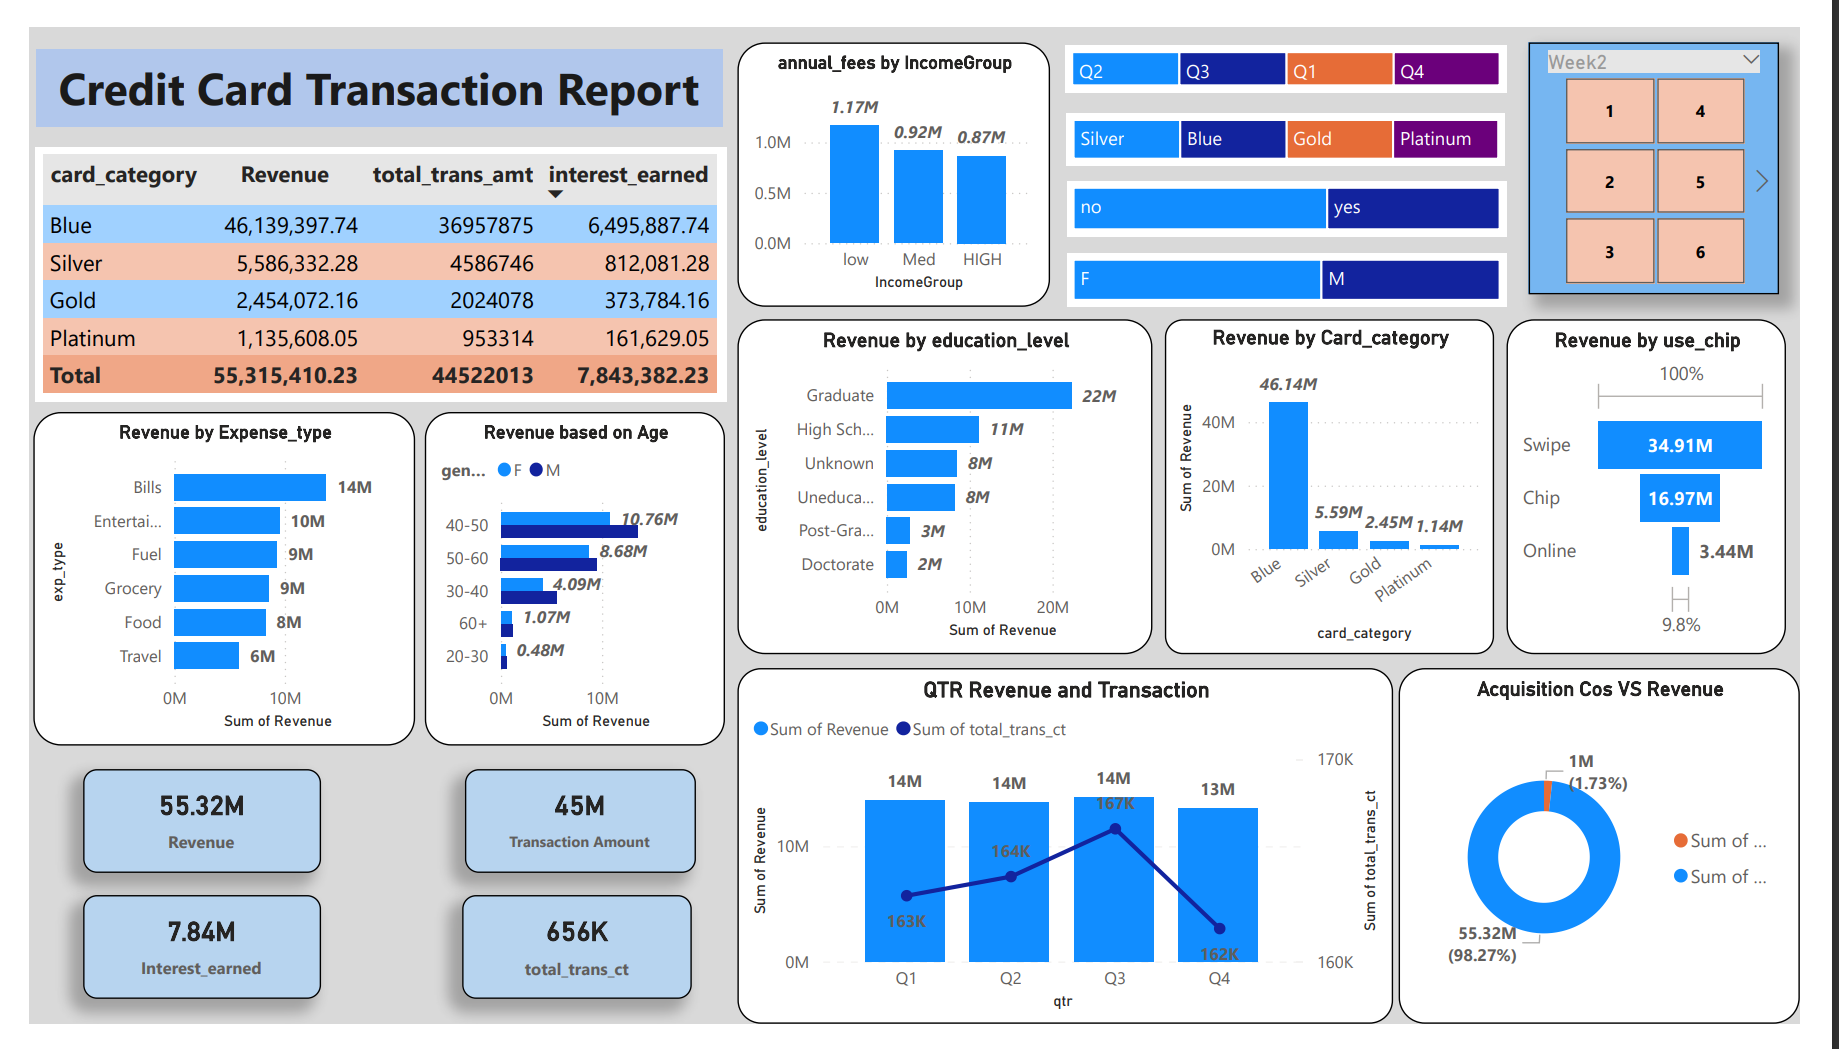 Credit Card Transaction Report
card_category Revenue total_trans_amt interest_earned
Blue 46,139,397.74 36957875 6,495,887.74
Silver 5,586,332.28 4586746 812,081.28
Gold 2,454,072.16 2024078 373,784.16
Platinum 1,135,608.05 953314 161,629.05
Total 55,315,410.23 44522013 7,843,382.23
annual_fees by IncomeGroup
1.17M
0.92M
0.87M
1.0M
0.5M
0.0M
low Med HIGH
IncomeGroup
Q2 Q3 Q1 Q4
Silver Blue Gold Platinum
no yes
F M
Week2
1 4
2 5
3 6
Revenue by Expense_type
exp_type
Bills 14M
Entertai... 10M
Fuel 9M
Grocery 9M
Food 8M
Travel 6M
0M 10M
Sum of Revenue
Revenue based on Age
gen... F M
40-50 10.76M
50-60 8.68M
30-40 4.09M
60+ 1.07M
20-30 0.48M
0M 10M
Sum of Revenue
Revenue by education_level
education_level
Graduate 22M
High Sch... 11M
Unknown 8M
Uneduca... 8M
Post-Gra... 3M
Doctorate 2M
0M 10M 20M
Sum of Revenue
Revenue by Card_category
Sum of Revenue
46.14M
5.59M
2.45M
1.14M
40M
20M
0M
Blue Silver Gold Platinum
card_category
Revenue by use_chip
100%
Swipe 34.91M
Chip 16.97M
Online 3.44M
9.8%
55.32M
Revenue
45M
Transaction Amount
7.84M
Interest_earned
656K
total_trans_ct
QTR Revenue and Transaction
Sum of Revenue Sum of total_trans_ct
Sum of Revenue
14M 14M 14M 13M
163K 164K 167K 162K
10M
0M
170K
160K
Sum of total_trans_ct
Q1 Q2 Q3 Q4
qtr
Acquisition Cos VS Revenue
1M
(1.73%)
Sum of ...
Sum of ...
55.32M
(98.27%)